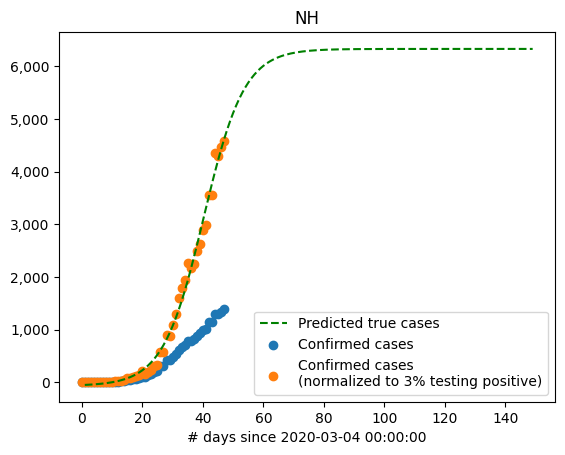 NH
6,000
5,000
4,000
3,000
2,000
1,000
0
Predicted true cases
Confirmed cases
Confirmed cases
(normalized to 3% testing positive)
0 20 40 60 80 100 120 140
# days since 2020-03-04 00:00:00